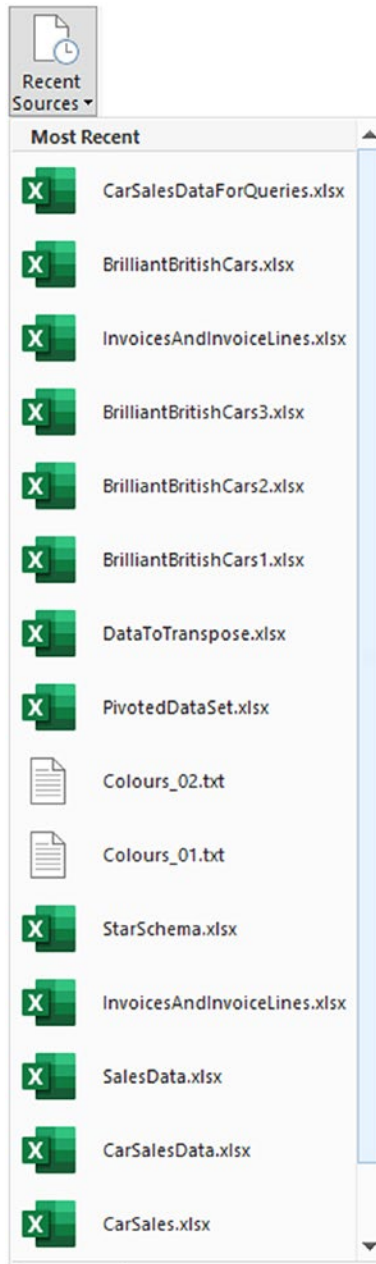 Recent
Sources
Most Recent
CarSalesDataForQueries.xlsx
BrilliantBritishCars.xlsx
InvoicesAndInvoiceLines.xlsx
BrilliantBritishCars3.xlsx
BrilliantBritishCars2.xlsx
BrilliantBritishCars1.xlsx
DataToTranspose.xlsx
PivotedDataSet.xlsx
Colours_02.txt
Colours_01.txt
StarSchema.xlsx
InvoicesAndInvoiceLines.xlsx
SalesData.xlsx
CarSalesData.xlsx
CarSales.xlsx